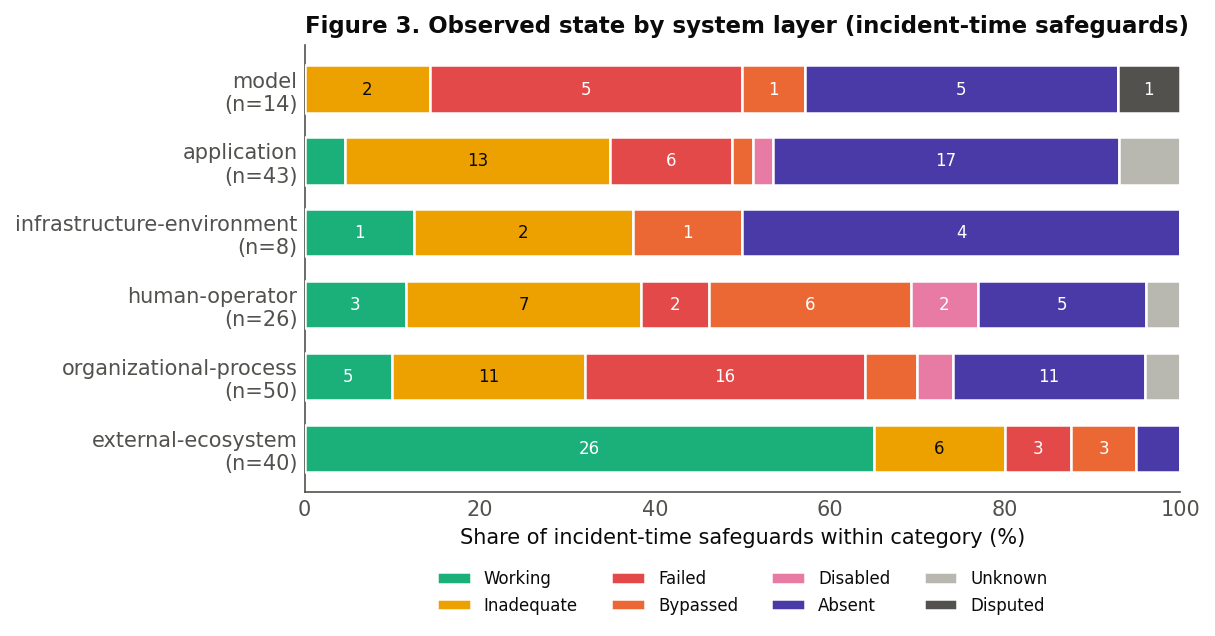 Figure 3. Observed state by system layer (incident-time safeguards)
model
(n=14)
2 5 1 5 1
application
(n=43)
13 6 17
infrastructure-environment
(n=8)
1 2 1 4
human-operator
(n=26)
3 7 2 6 2 5
organizational-process
(n=50)
5 11 16 11
external-ecosystem
(n=40)
26 6 3 3
0 20 40 60 80 100
Share of incident-time safeguards within category (%)
Working Failed Disabled Unknown
Inadequate Bypassed Absent Disputed